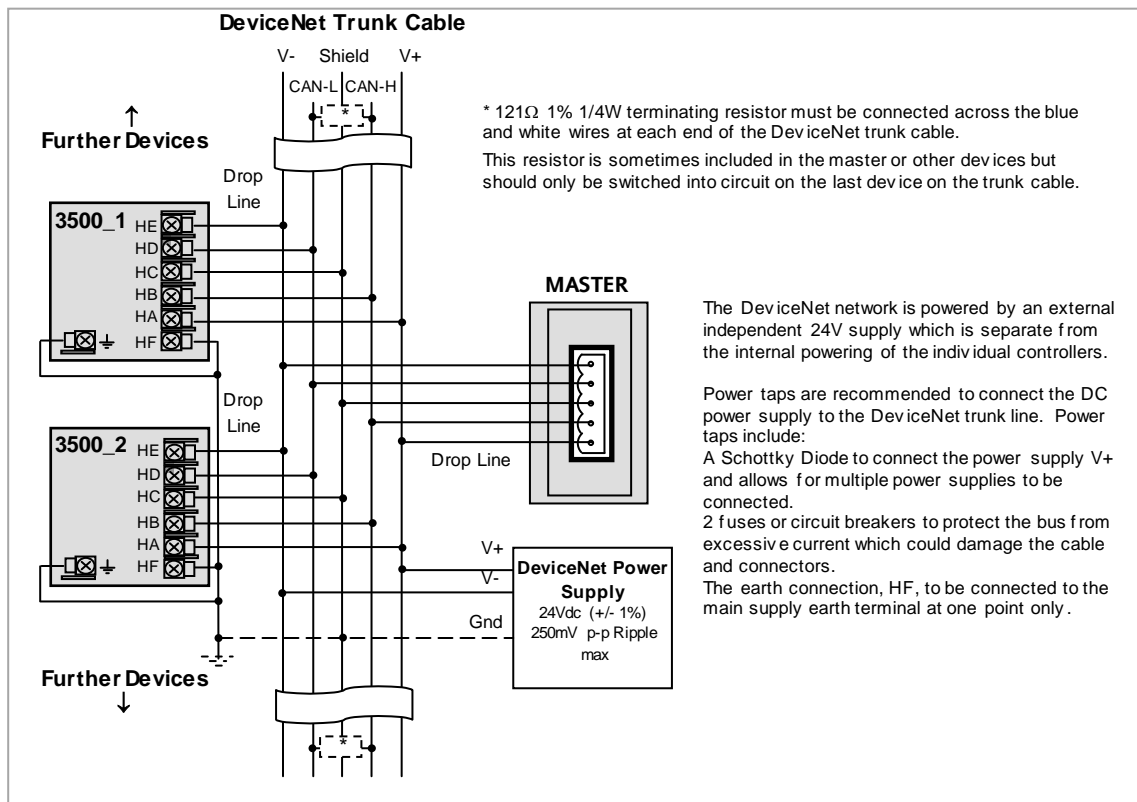 DeviceNet Trunk Cable
V- Shield V+
CAN-L CAN-H
*
↑
Further Devices
* 121Ω 1% 1/4W terminating resistor must be connected across the blue
and white wires at each end of the DeviceNet trunk cable.
This resistor is sometimes included in the master or other devices but
should only be switched into circuit on the last device on the trunk cable.
Drop
Line
3500_1
HE
HD
HC
HB
HA
HF
MASTER
Drop Line
The DeviceNet network is powered by an external
independent 24V supply which is separate from
the internal powering of the individual controllers.
Power taps are recommended to connect the DC
power supply to the DeviceNet trunk line. Power
taps include:
A Schottky Diode to connect the power supply V+
and allows for multiple power supplies to be
connected.
2 fuses or circuit breakers to protect the bus from
excessive current which could damage the cable
and connectors.
The earth connection, HF, to be connected to the
main supply earth terminal at one point only.
Drop
Line
3500_2
HE
HD
HC
HB
HA
HF
V+
V-
Gnd
DeviceNet Power
Supply
24Vdc (+/- 1%)
250mV p-p Ripple
max
Further Devices
↓
*